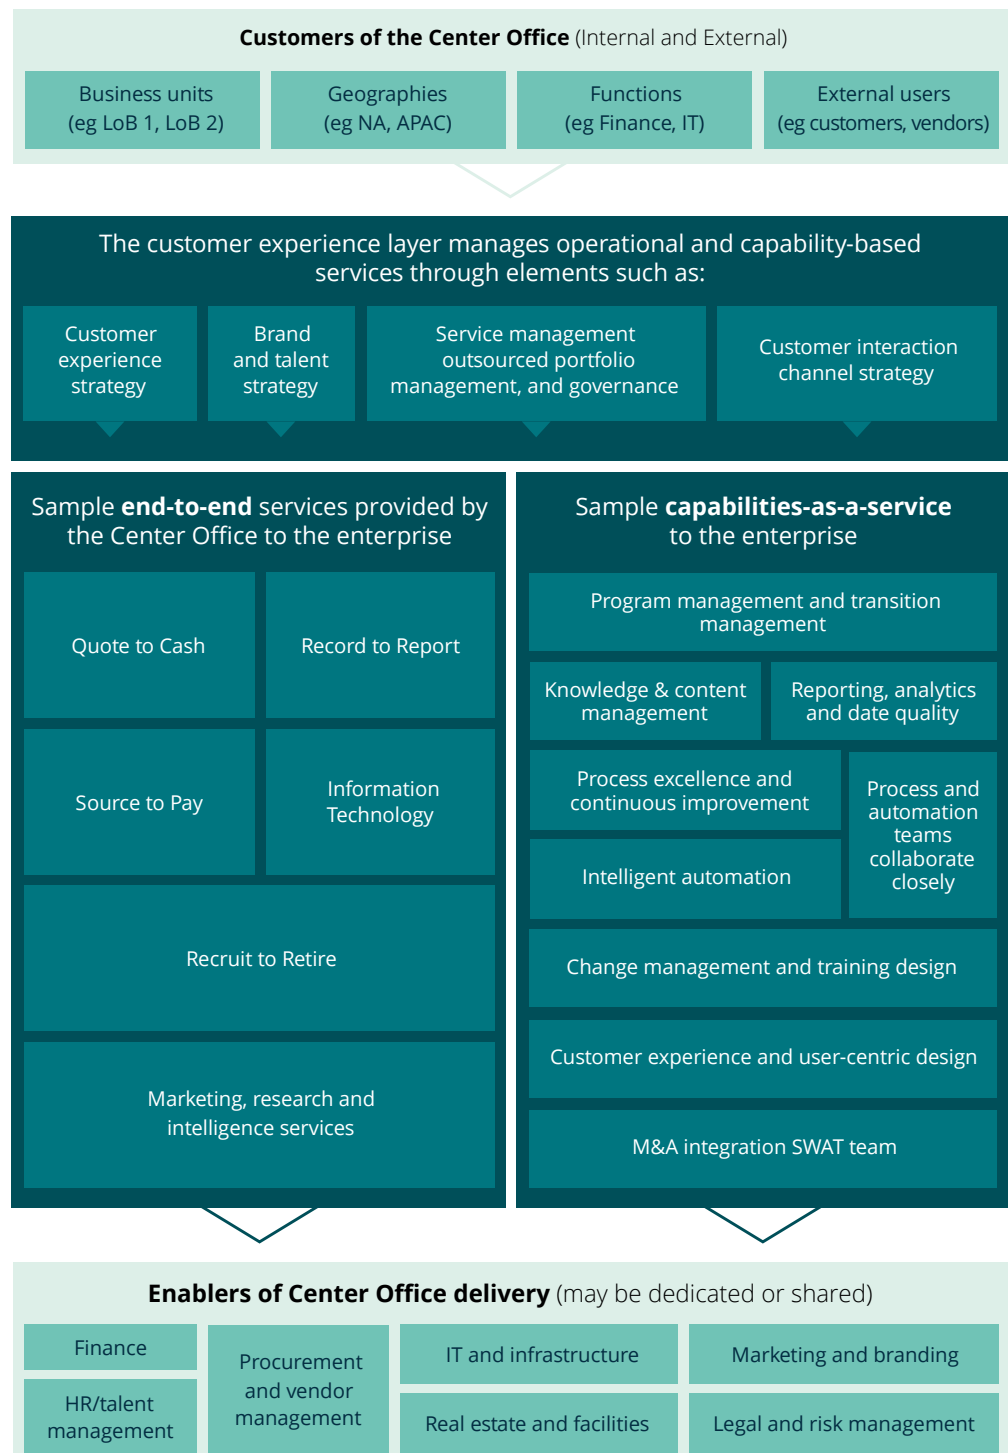 Customers of the Center Office (Internal and External)
Business units
(eg LoB 1, LoB 2)
Geographies
(eg NA, APAC)
Functions
(eg Finance, IT)
External users
(eg customers, vendors)
The customer experience layer manages operational and capability-based
services through elements such as:
Customer
experience
strategy
Brand
and talent
strategy
Service management
outsourced portfolio
management, and governance
Customer interaction
channel strategy
Sample end-to-end services provided by
the Center Office to the enterprise
Quote to Cash
Record to Report
Source to Pay
Information
Technology
Recruit to Retire
Marketing, research and
intelligence services
Sample capabilities-as-a-service
to the enterprise
Program management and transition
management
Knowledge & content
management
Reporting, analytics
and date quality
Process excellence and
continuous improvement
Intelligent automation
Process and
automation
teams
collaborate
closely
Change management and training design
Customer experience and user-centric design
M&A integration SWAT team
Enablers of Center Office delivery (may be dedicated or shared)
Finance
HR/talent
management
Procurement
and vendor
management
IT and infrastructure
Real estate and facilities
Marketing and branding
Legal and risk management